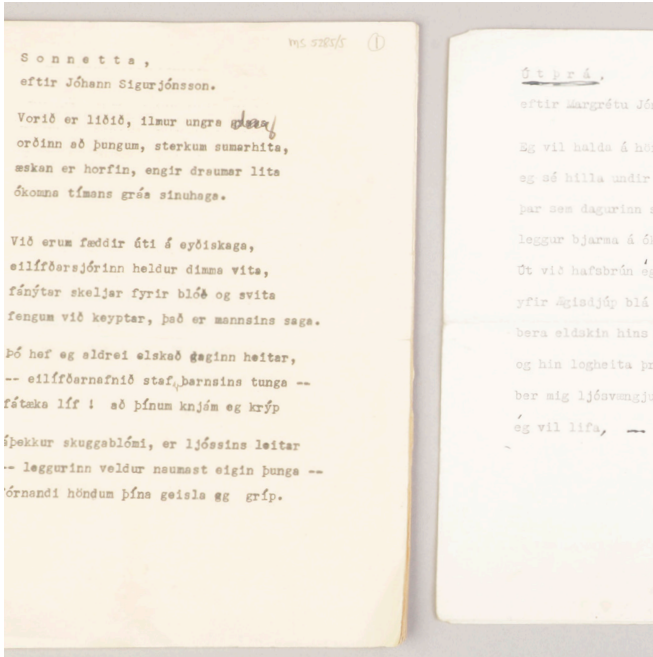 MS 5285/5 ①
Sonnetta,
eftir Jóhann Sigurjónsson.
Vorið er liðið, ilmur ungra daga
orðinn að þungum, sterkum sumarhita,
æskan er horfin, engir draumar lita
ókomna tímans gráa sinuhaga.
Við erum fæddir úti á eyðiskaga,
eilífðarsjórinn heldur dimma vita,
fánýtar skeljar fyrir blóð og svita
fengum við keyptar, það er mannsins saga.
Þó hef eg aldrei elskað daginn heitar,
-- eilífðarnafnið staf, barnsins tunga --
fátæka líf ! að þínum knjám eg krýp
áþekkur skuggablómi, er ljóssins leitar
-- leggurinn veldur naumast eigin þunga --
fórnandi höndum þína geisla eg gríp.
Útþrá,
eftir Margrétu
Eg vil halda á
eg sé hilla undir
þar sem dagurinn
leggur bjarma á
Út við hafsbrún
yfir Ægisdjúp blá
bera eldskin hins
og hin logheita
ber mig
ég vil lifa, —